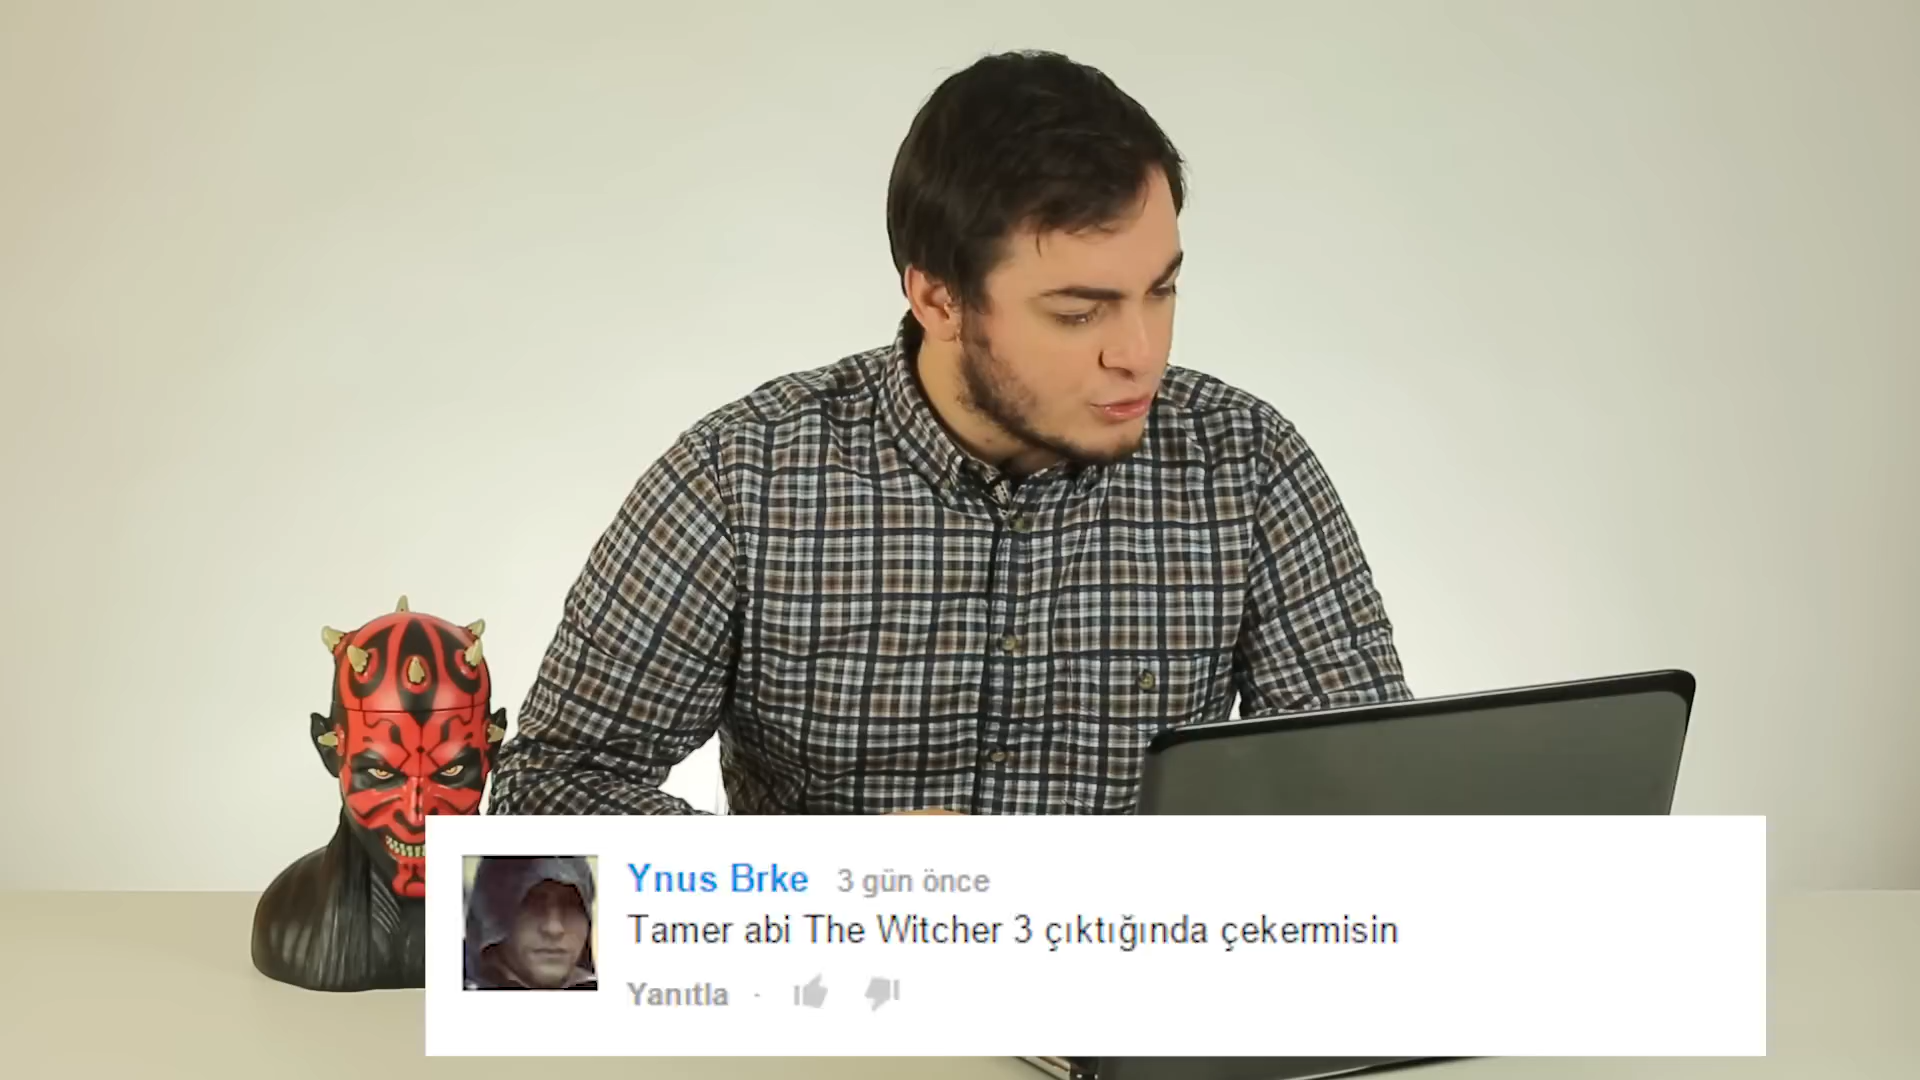 Ynus Brke 3 gün önce
Tamer abi The Witcher 3 çıktığında çekermisin
Yanıtla